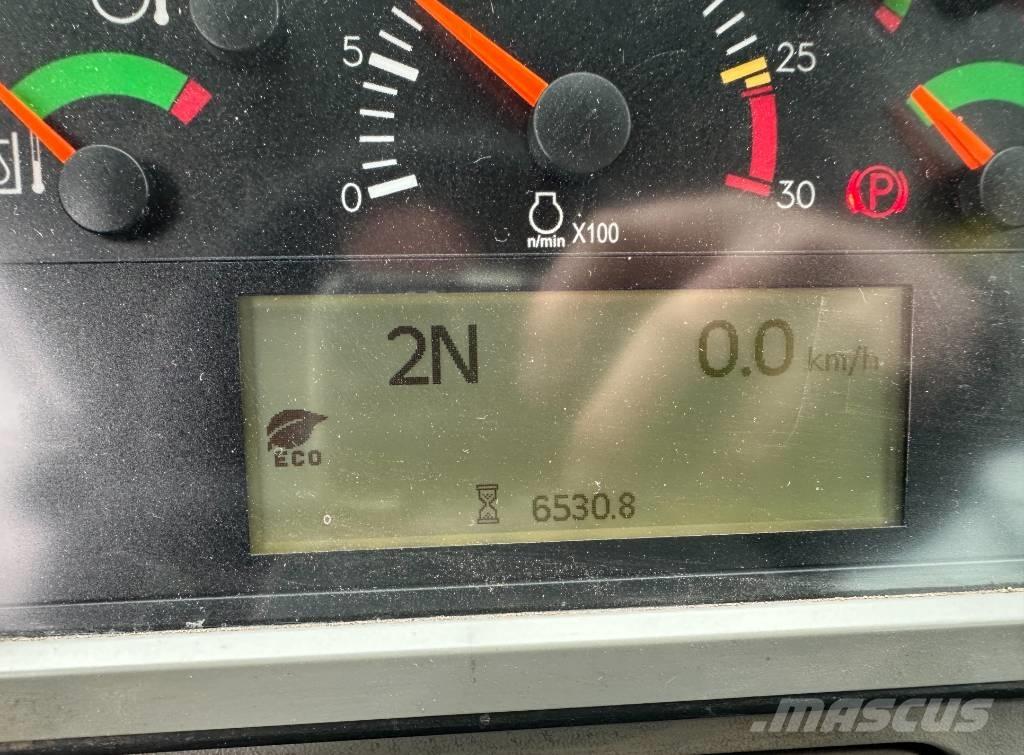 5
25
0
30
P
n/min X100
2N 0.0 km/h
ECO
6530.8
MASCUS